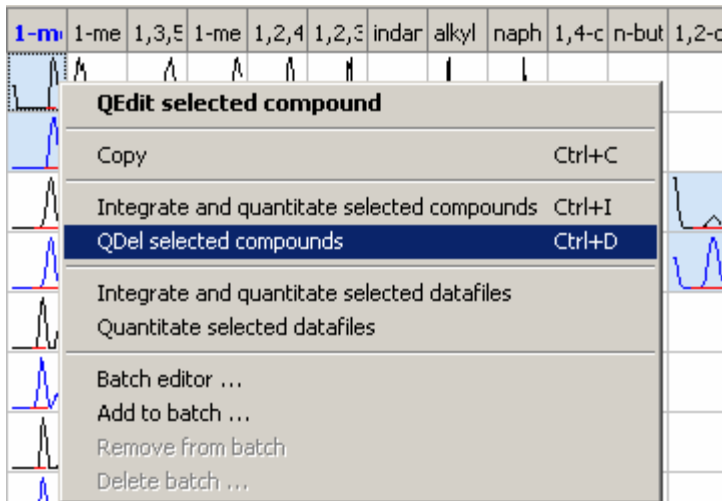 1-m 1-me 1,3,5 1-me 1,2,4 1,2,3 indar alkyl naph 1,4-c n-but 1,2-c
QEdit selected compound
Copy Ctrl+C
Integrate and quantitate selected compounds Ctrl+I
QDel selected compounds Ctrl+D
Integrate and quantitate selected datafiles
Quantitate selected datafiles
Batch editor ...
Add to batch ...
Remove from batch
Delete batch ...